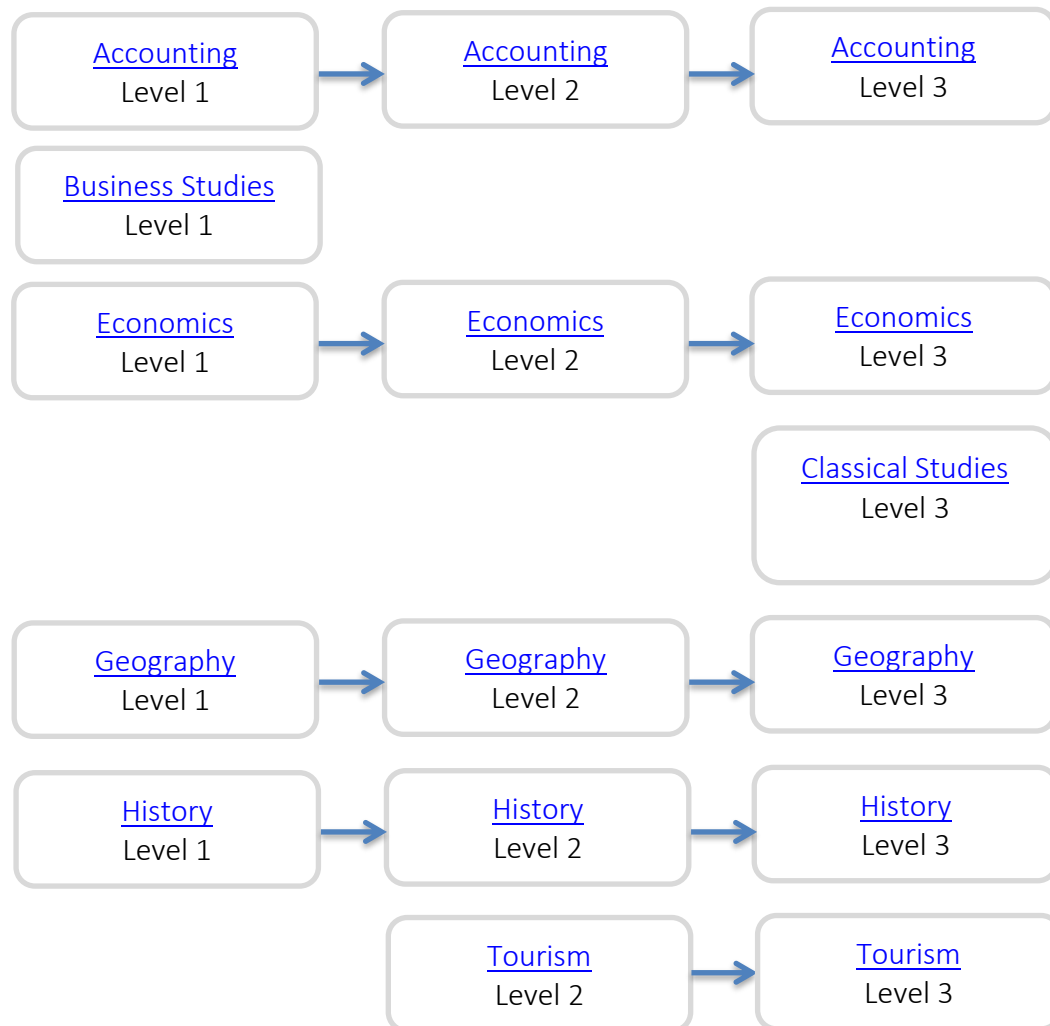 Accounting
Level 1
Accounting
Level 2
Accounting
Level 3
Business Studies
Level 1
Economics
Level 1
Economics
Level 2
Economics
Level 3
Classical Studies
Level 3
Geography
Level 1
Geography
Level 2
Geography
Level 3
History
Level 1
History
Level 2
History
Level 3
Tourism
Level 2
Tourism
Level 3